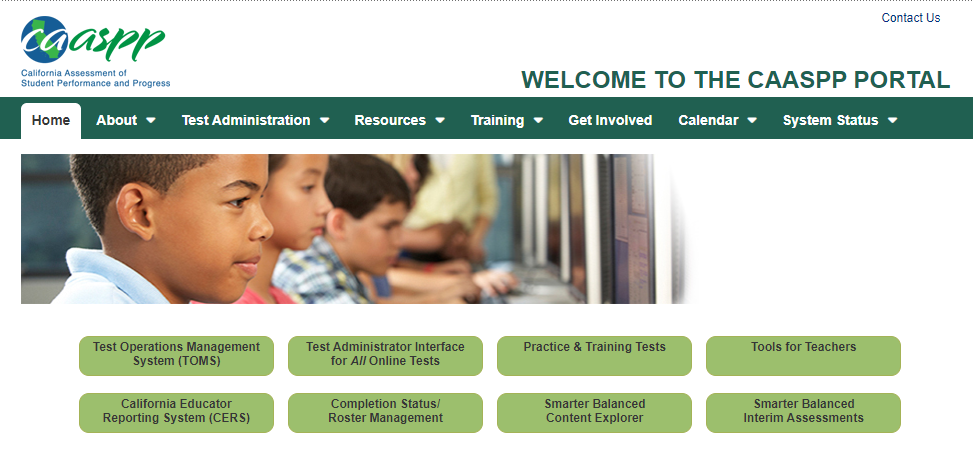 Contact Us
caaspp
California Assessment of
Student Performance and Progress
WELCOME TO THE CAASPP PORTAL
Home About Test Administration Resources Training Get Involved Calendar System Status
Test Operations Management
System (TOMS)
Test Administrator Interface
for All Online Tests
Practice & Training Tests
Tools for Teachers
California Educator
Reporting System (CERS)
Completion Status/
Roster Management
Smarter Balanced
Content Explorer
Smarter Balanced
Interim Assessments